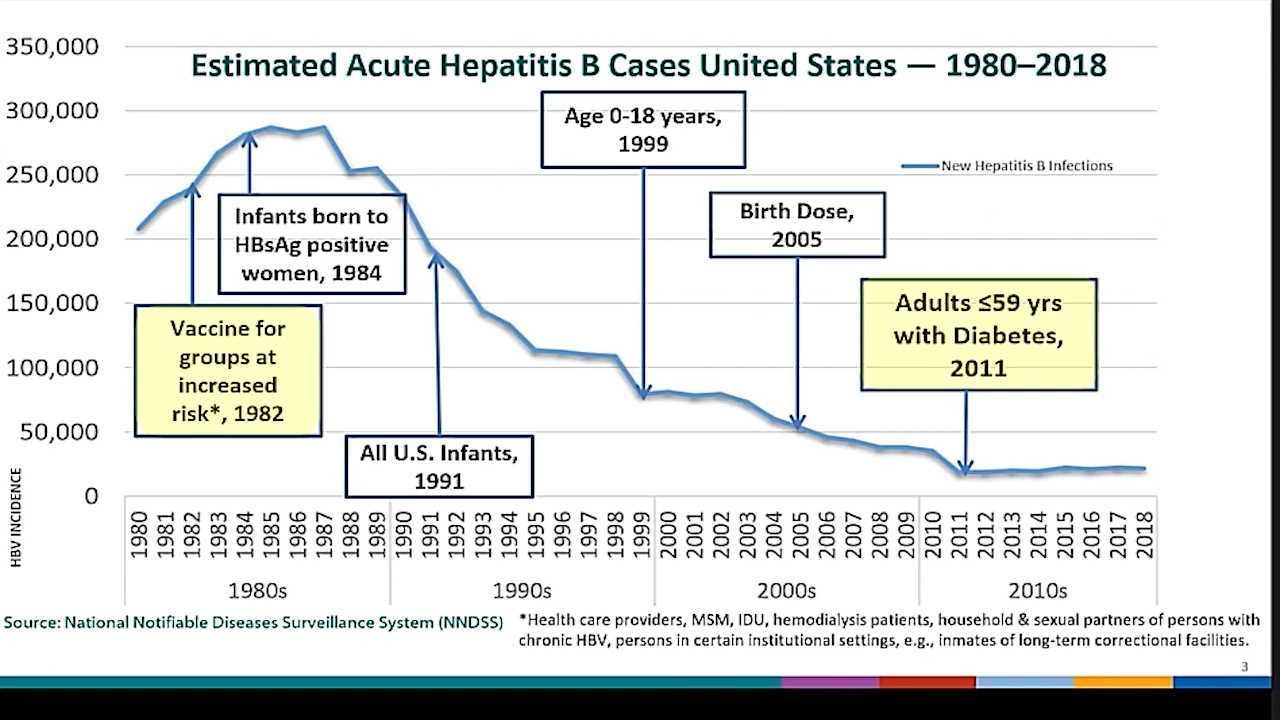 Estimated Acute Hepatitis B Cases United States — 1980–2018
350,000
300,000
250,000
200,000
150,000
100,000
50,000
0
HBV INCIDENCE
New Hepatitis B Infections
Vaccine for
groups at
increased
risk*, 1982
Infants born to
HBsAg positive
women, 1984
All U.S. Infants,
1991
Age 0-18 years,
1999
Birth Dose,
2005
Adults ≤59 yrs
with Diabetes,
2011
1980 1981 1982 1983 1984 1985 1986 1987 1988 1989 1990 1991 1992 1993 1994 1995 1996 1997 1998 1999 2000 2001 2002 2003 2004 2005 2006 2007 2008 2009 2010 2011 2012 2013 2014 2015 2016 2017 2018
1980s 1990s 2000s 2010s
Source: National Notifiable Diseases Surveillance System (NNDSS)
*Health care providers, MSM, IDU, hemodialysis patients, household & sexual partners of persons with
chronic HBV, persons in certain institutional settings, e.g., inmates of long-term correctional facilities.
3